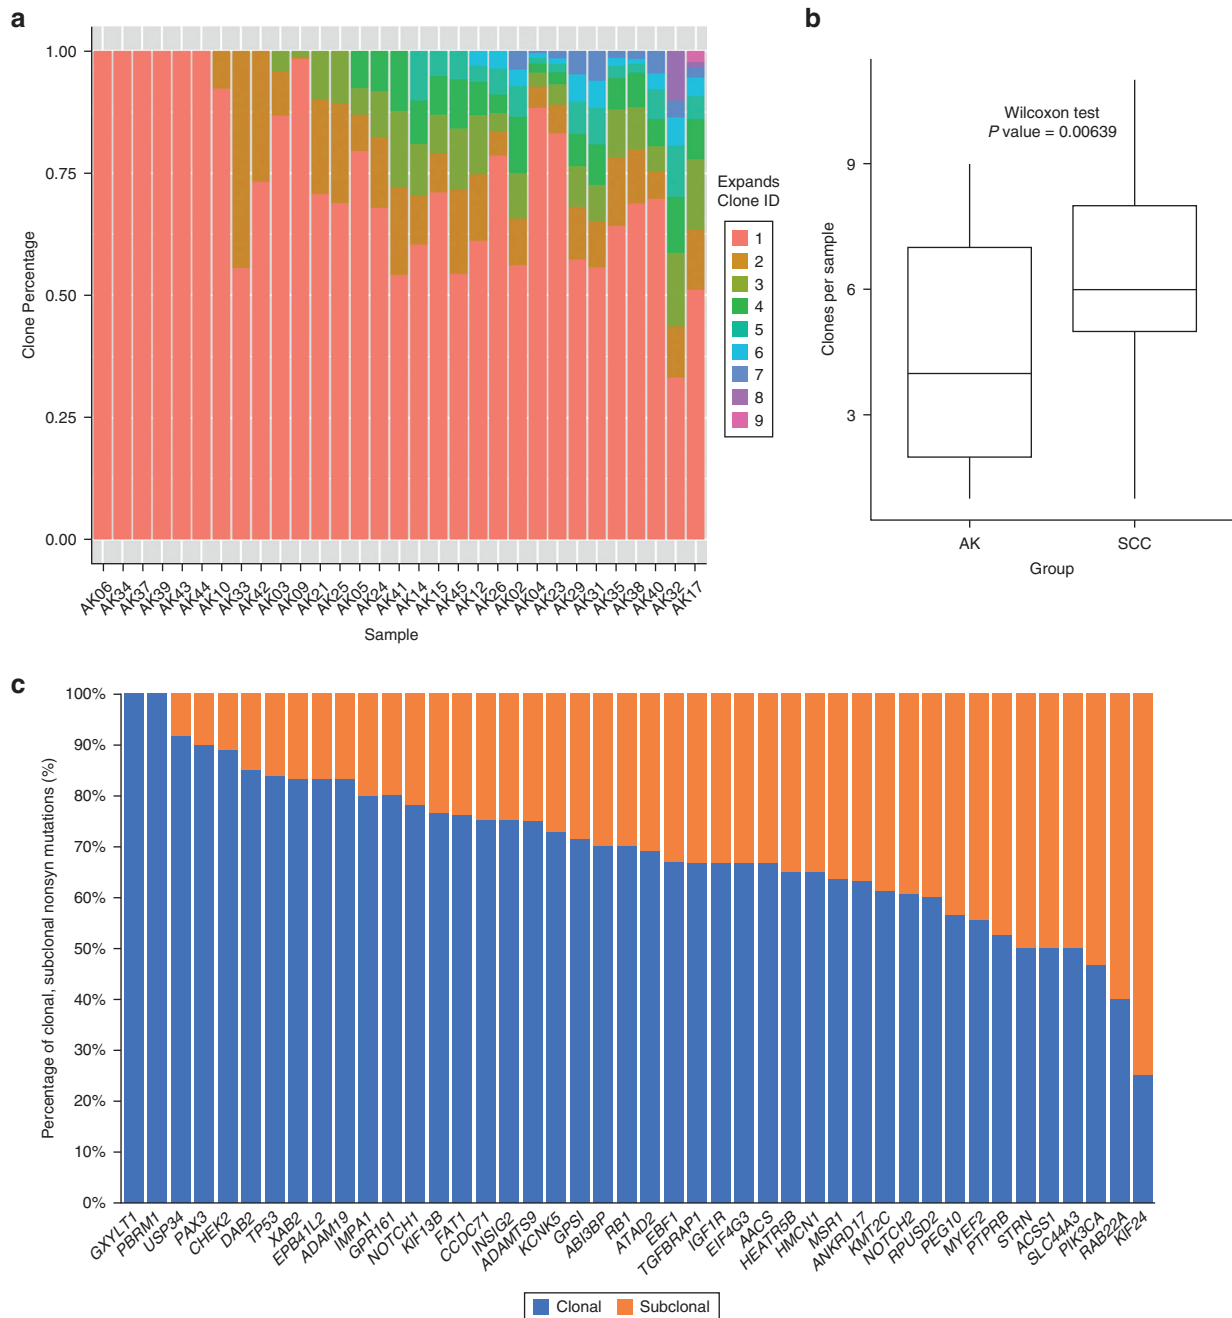 a
1.00
0.75
0.50
0.25
0.00
Clone Percentage
AK06 AK34 AK37 AK39 AK43 AK44 AK10 AK33 AK42 AK03 AK09 AK21 AK25 AK05 AK24 AK41 AK14 AK15 AK45 AK12 AK26 AK02 AK04 AK23 AK29 AK31 AK35 AK38 AK40 AK32 AK17
Sample
Expands
Clone ID
1
2
3
4
5
6
7
8
9
b
Wilcoxon test
P value = 0.00639
9
6
3
Clones per sample
AK SCC
Group
c
100%
90%
80%
70%
60%
50%
40%
30%
20%
10%
0%
Percentage of clonal, subclonal nonsyn mutations (%)
GXYLT1 PBRM1 USP34 PAX3 CHEK2 DAB2 TP53 XAB2 EPB41L2 ADAM19 IMPA1 GPR161 NOTCH1 KIF13B FAT1 CCDC71 INSIG2 ADAMTS9 KCNK5 GPSI ABI3BP RB1 ATAD2 EBF1 TGFBRAP1 IGF1R EIF4G3 AACS HEATR5B HMCN1 MSR1 ANKRD17 KMT2C NOTCH2 RPUSD2 PEG10 MYEF2 PTPRB STRN ACSS1 SLC44A3 PIK3CA RAB22A KIF24
Clonal Subclonal